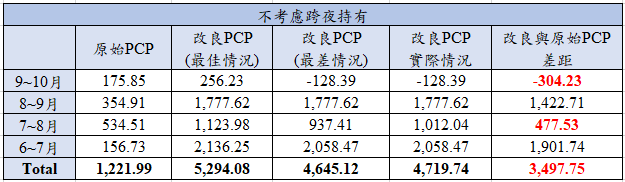 不考慮跨夜持有
原始PCP 改良PCP (最佳情況) 改良PCP (最差情況) 改良PCP 實際情況 改良與原始PCP 差距
9~10月 175.85 256.23 -128.39 -128.39 -304.23
8~9月 354.91 1,777.62 1,777.62 1,777.62 1,422.71
7~8月 534.51 1,123.98 937.41 1,012.04 477.53
6~7月 156.73 2,136.25 2,058.47 2,058.47 1,901.74
Total 1,221.99 5,294.08 4,645.12 4,719.74 3,497.75